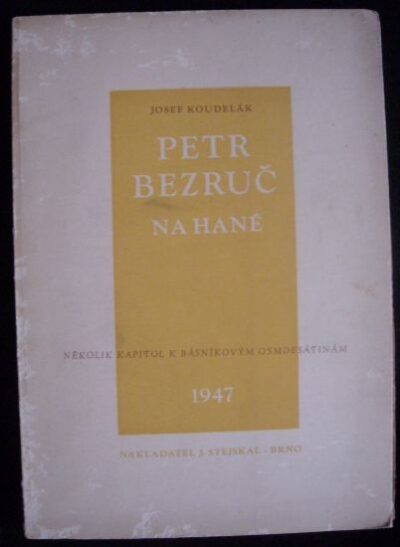 JOSEF KOUDELÁK
PETR
BEZRUČ
NA HANÉ
NĚKOLIK KAPITOL K BÁSNÍKOVÝM OSMDESÁTINÁM
1947
NAKLADATEL J. STEJSKAL - BRNO